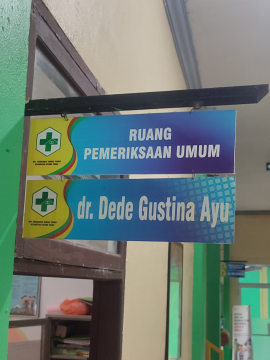 RUANG
PEMERIKSAAN UMUM
dr. Dede Gustina Ayu